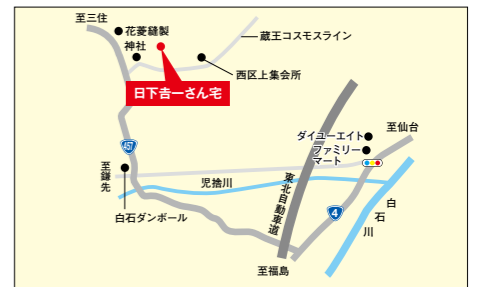 至三住
花菱縫製
神社
蔵王コスモスライン
西区上集会所
日下吉一さん宅
ダイユーエイト
至仙台
ファミリー
マート
457
至鎌先
児捨川
東北自動車道
白石川
白石ダンボール
4
至福島